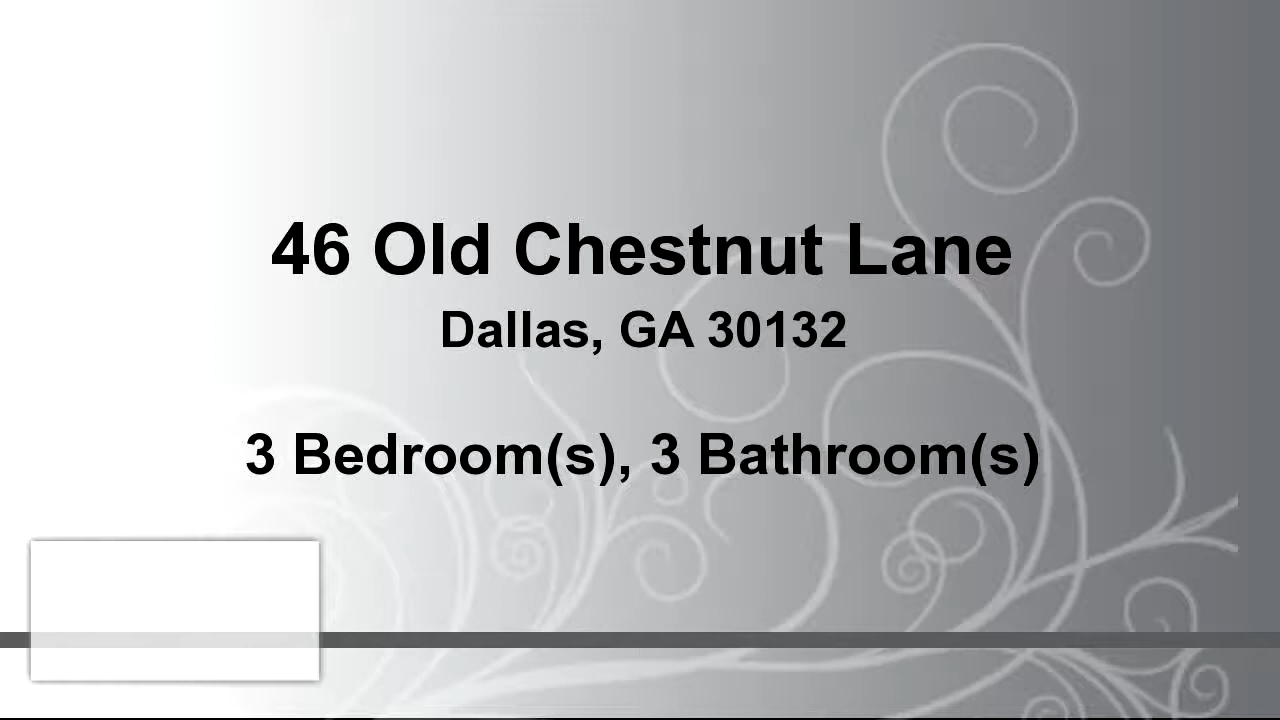 46 Old Chestnut Lane
Dallas, GA 30132
3 Bedroom(s), 3 Bathroom(s)